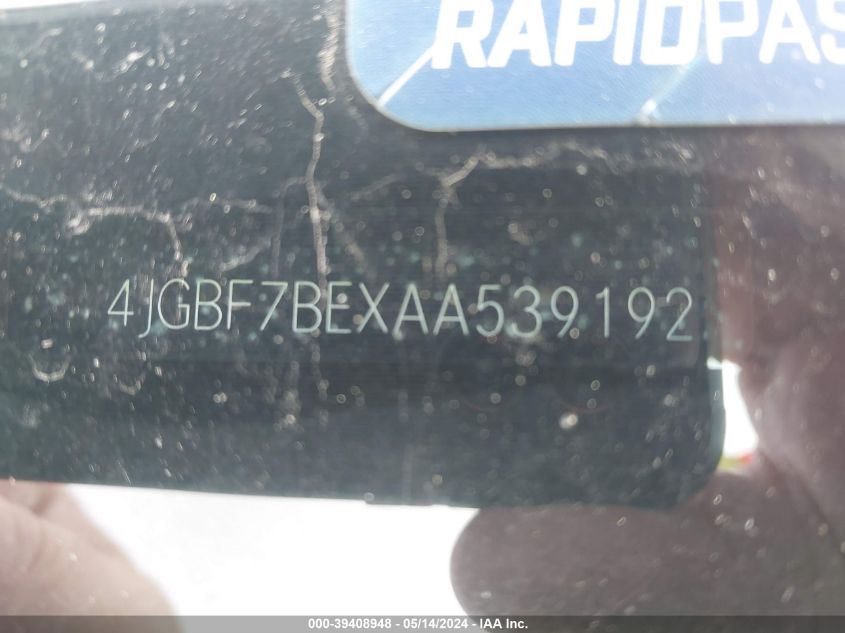 RAPIDPAS
4JGBF7BEXAA539192
000-39408948 - 05/14/2024 - IAA Inc.